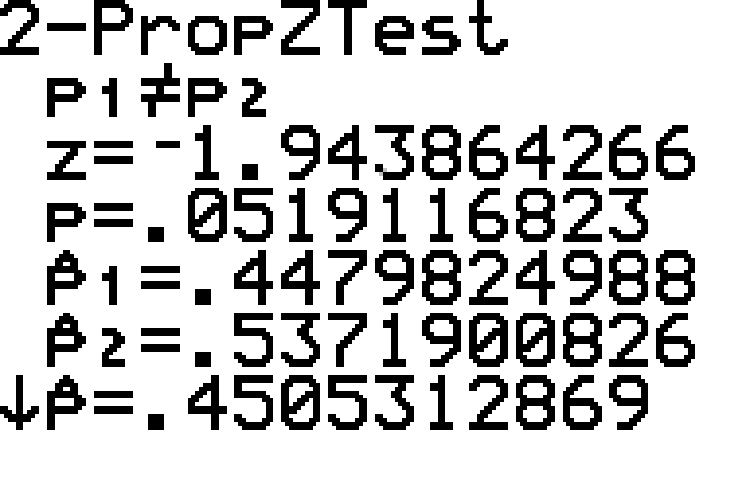 2-PropZTest
p1≠p2
z=⁻1.943864266
p=.0519116823
p̂1=.4479824988
p̂2=.5371900826
↓p̂=.4505312869